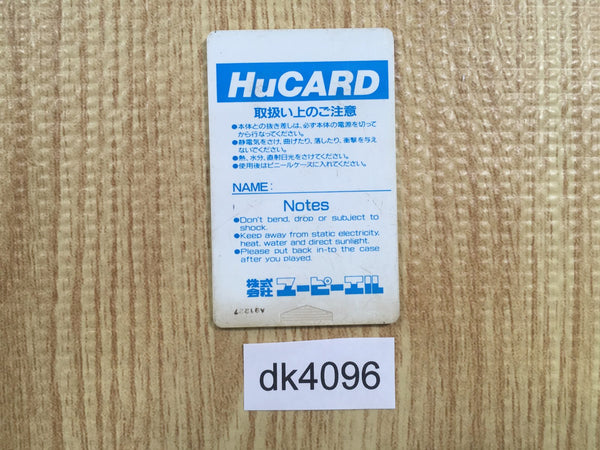 HuCARD
取扱い上のご注意
●本体との抜き差しは、必ず本体の電源を切って
から行なってください。
●静電気をさけ、曲げたり、落したり、衝撃を与え
ないでください。
●熱、水分、直射日光をさけてください。
●使用後はビニールケースに入れてください。
NAME:
Notes
●Don't bend, drop or subject to
shock.
●Keep away from static electricity,
heat, water and direct sunlight.
●Please put back in-to the case
after you played.
株式会社 ユーピーエル
dk4096